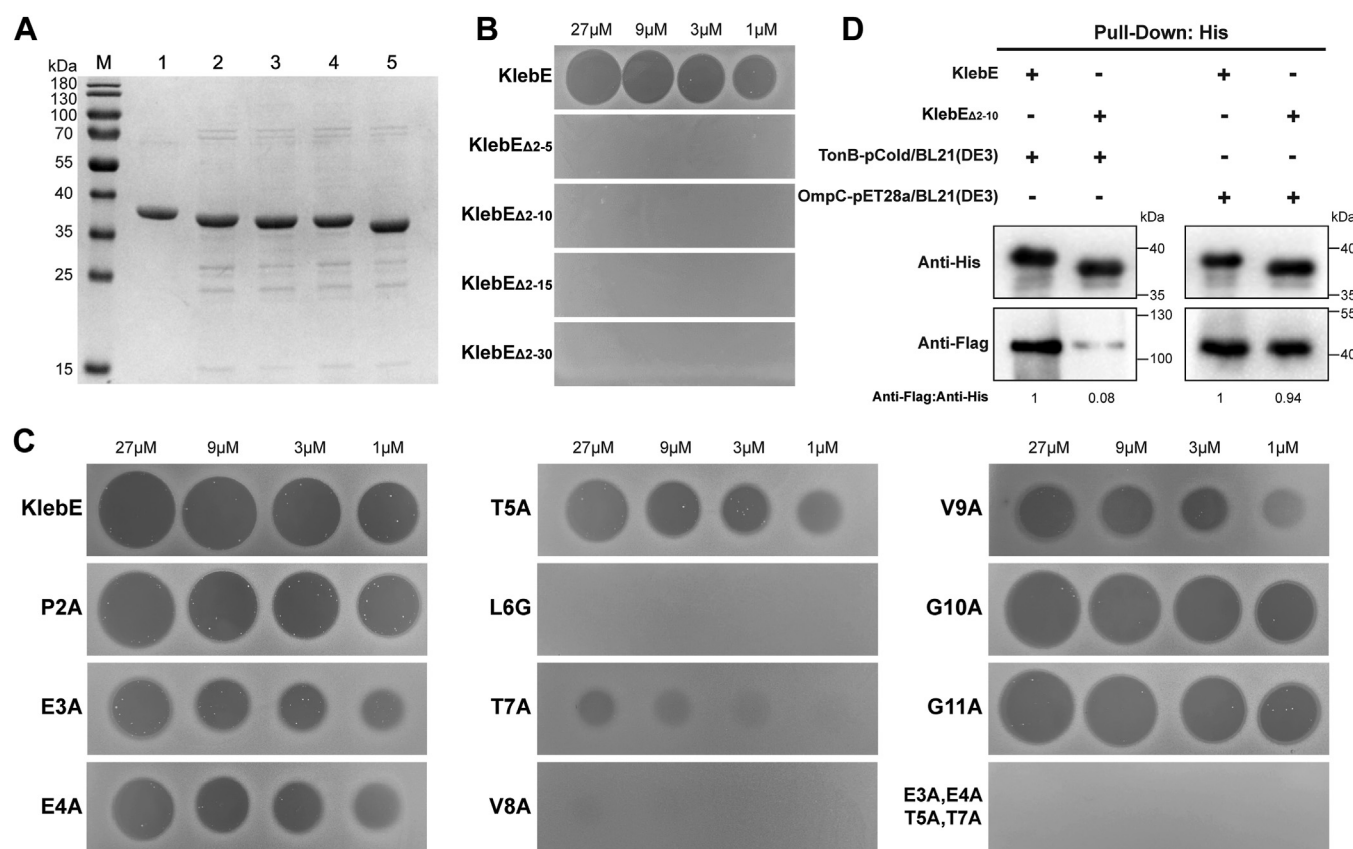 A
kDa M 1 2 3 4 5
180
130
100
70
55
40
35
25
15
B
27μM 9μM 3μM 1μM
KlebE
KlebEΔ2-5
KlebEΔ2-10
KlebEΔ2-15
KlebEΔ2-30
D
Pull-Down: His
KlebE + - + -
KlebEΔ2-10 - + - +
TonB-pCold/BL21(DE3) + + - -
OmpC-pET28a/BL21(DE3) - - + +
kDa kDa
Anti-His 40 40
35 35
Anti-Flag 130 55
100 40
Anti-Flag:Anti-His 1 0.08 1 0.94
C
27μM 9μM 3μM 1μM
KlebE
P2A
E3A
E4A
27μM 9μM 3μM 1μM
T5A
L6G
T7A
V8A
27μM 9μM 3μM 1μM
V9A
G10A
G11A
E3A,E4A
T5A,T7A